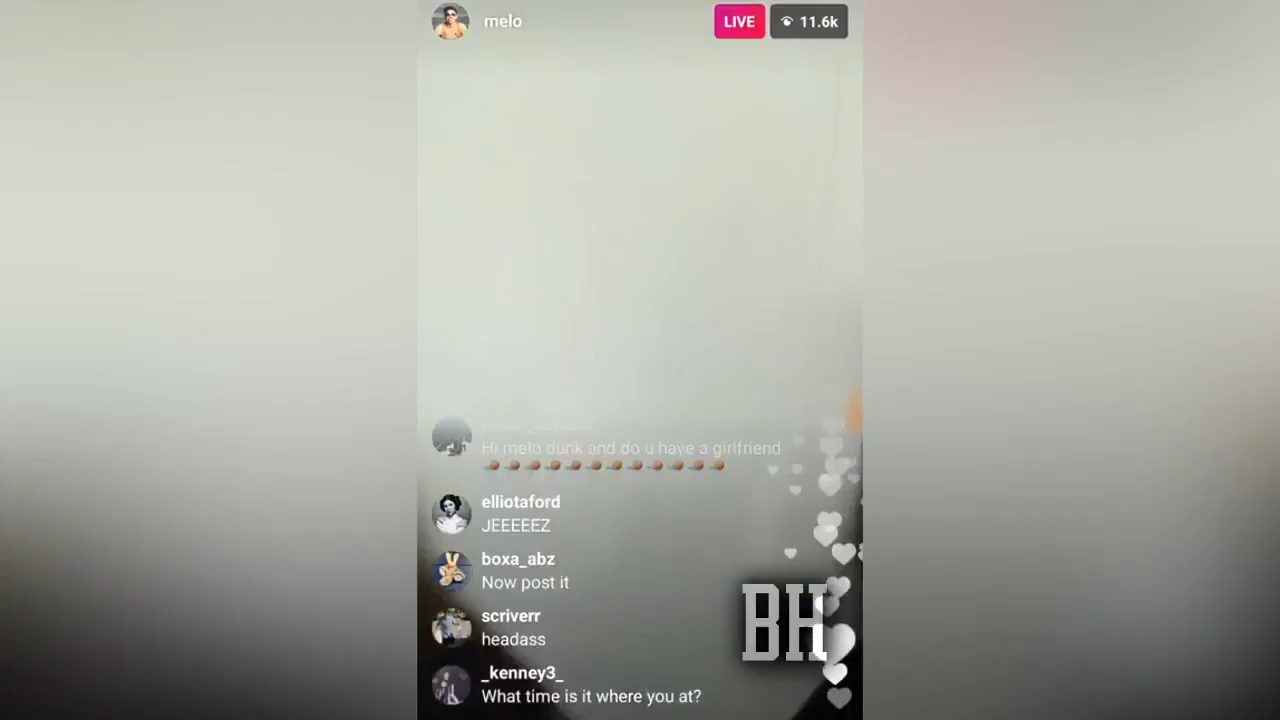 melo
LIVE
11.6k
Hi melo dunk and do u have a girlfriend
elliotaford
JEEEEEZ
boxa_abz
Now post it
scriverr
headass
_kenney3_
What time is it where you at?
BH